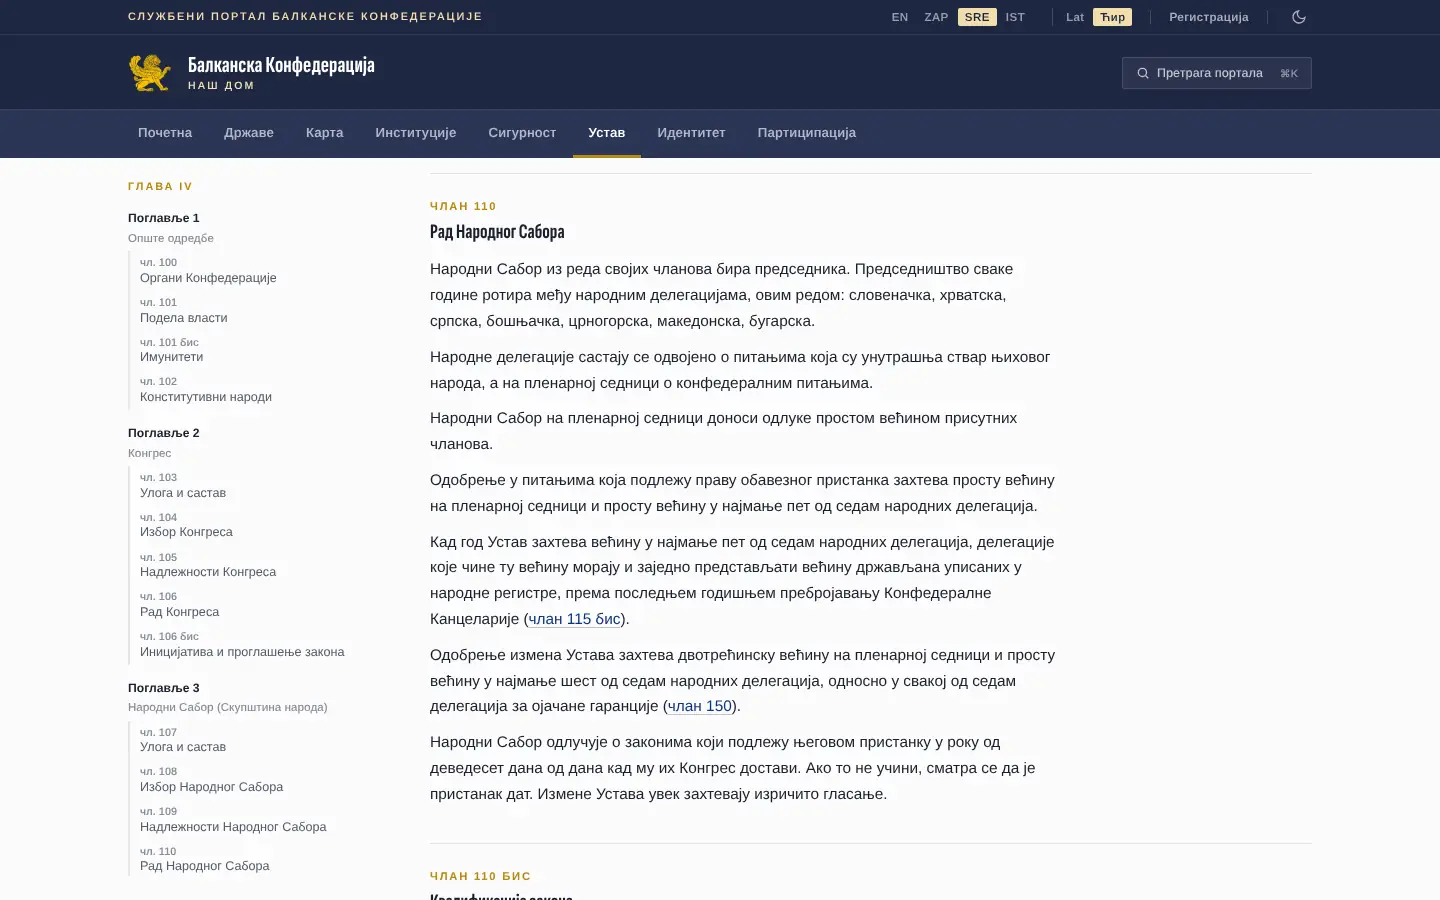 СЛУЖБЕНИ ПОРТАЛ БАЛКАНСКЕ КОНФЕДЕРАЦИЈЕ
EN ZAP SRE IST Lat Ћир Регистрација
Балканска Конфедерација
НАШ ДОМ
Претрага портала ⌘K
Почетна Државе Карта Институције Сигурност Устав Идентитет Партиципација
ГЛАВА IV
Поглавље 1
Опште одредбе
чл. 100
Органи Конфедерације
чл. 101
Подела власти
чл. 101 бис
Имунитети
чл. 102
Конститутивни народи
Поглавље 2
Конгрес
чл. 103
Улога и састав
чл. 104
Избор Конгреса
чл. 105
Надлежности Конгреса
чл. 106
Рад Конгреса
чл. 106 бис
Иницијатива и проглашење закона
Поглавље 3
Народни Сабор (Скупштина народа)
чл. 107
Улога и састав
чл. 108
Избор Народног Сабора
чл. 109
Надлежности Народног Сабора
чл. 110
Рад Народног Сабора
ЧЛАН 110
Рад Народног Сабора
Народни Сабор из реда својих чланова бира председника. Председништво сваке
године ротира међу народним делегацијама, овим редом: словеначка, хрватска,
српска, бошњачка, црногорска, македонска, бугарска.
Народне делегације састају се одвојено о питањима која су унутрашња ствар њиховог
народа, а на пленарној седници о конфедералним питањима.
Народни Сабор на пленарној седници доноси одлуке простом већином присутних
чланова.
Одобрење у питањима која подлежу праву обавезног пристанка захтева просту већину
на пленарној седници и просту већину у најмање пет од седам народних делегација.
Кад год Устав захтева већину у најмање пет од седам народних делегација, делегације
које чине ту већину морају и заједно представљати већину држављана уписаних у
народне регистре, према последњем годишњем пребројавању Конфедералне
Канцеларије (члан 115 бис).
Одобрење измена Устава захтева двотрећинску већину на пленарној седници и просту
већину у најмање шест од седам народних делегација, односно у свакој од седам
делегација за ојачане гаранције (члан 150).
Народни Сабор одлучује о законима који подлежу његовом пристанку у року од
деведесет дана од дана кад му их Конгрес достави. Ако то не учини, сматра се да је
пристанак дат. Измене Устава увек захтевају изричито гласање.
ЧЛАН 110 БИС
Квалификација закона